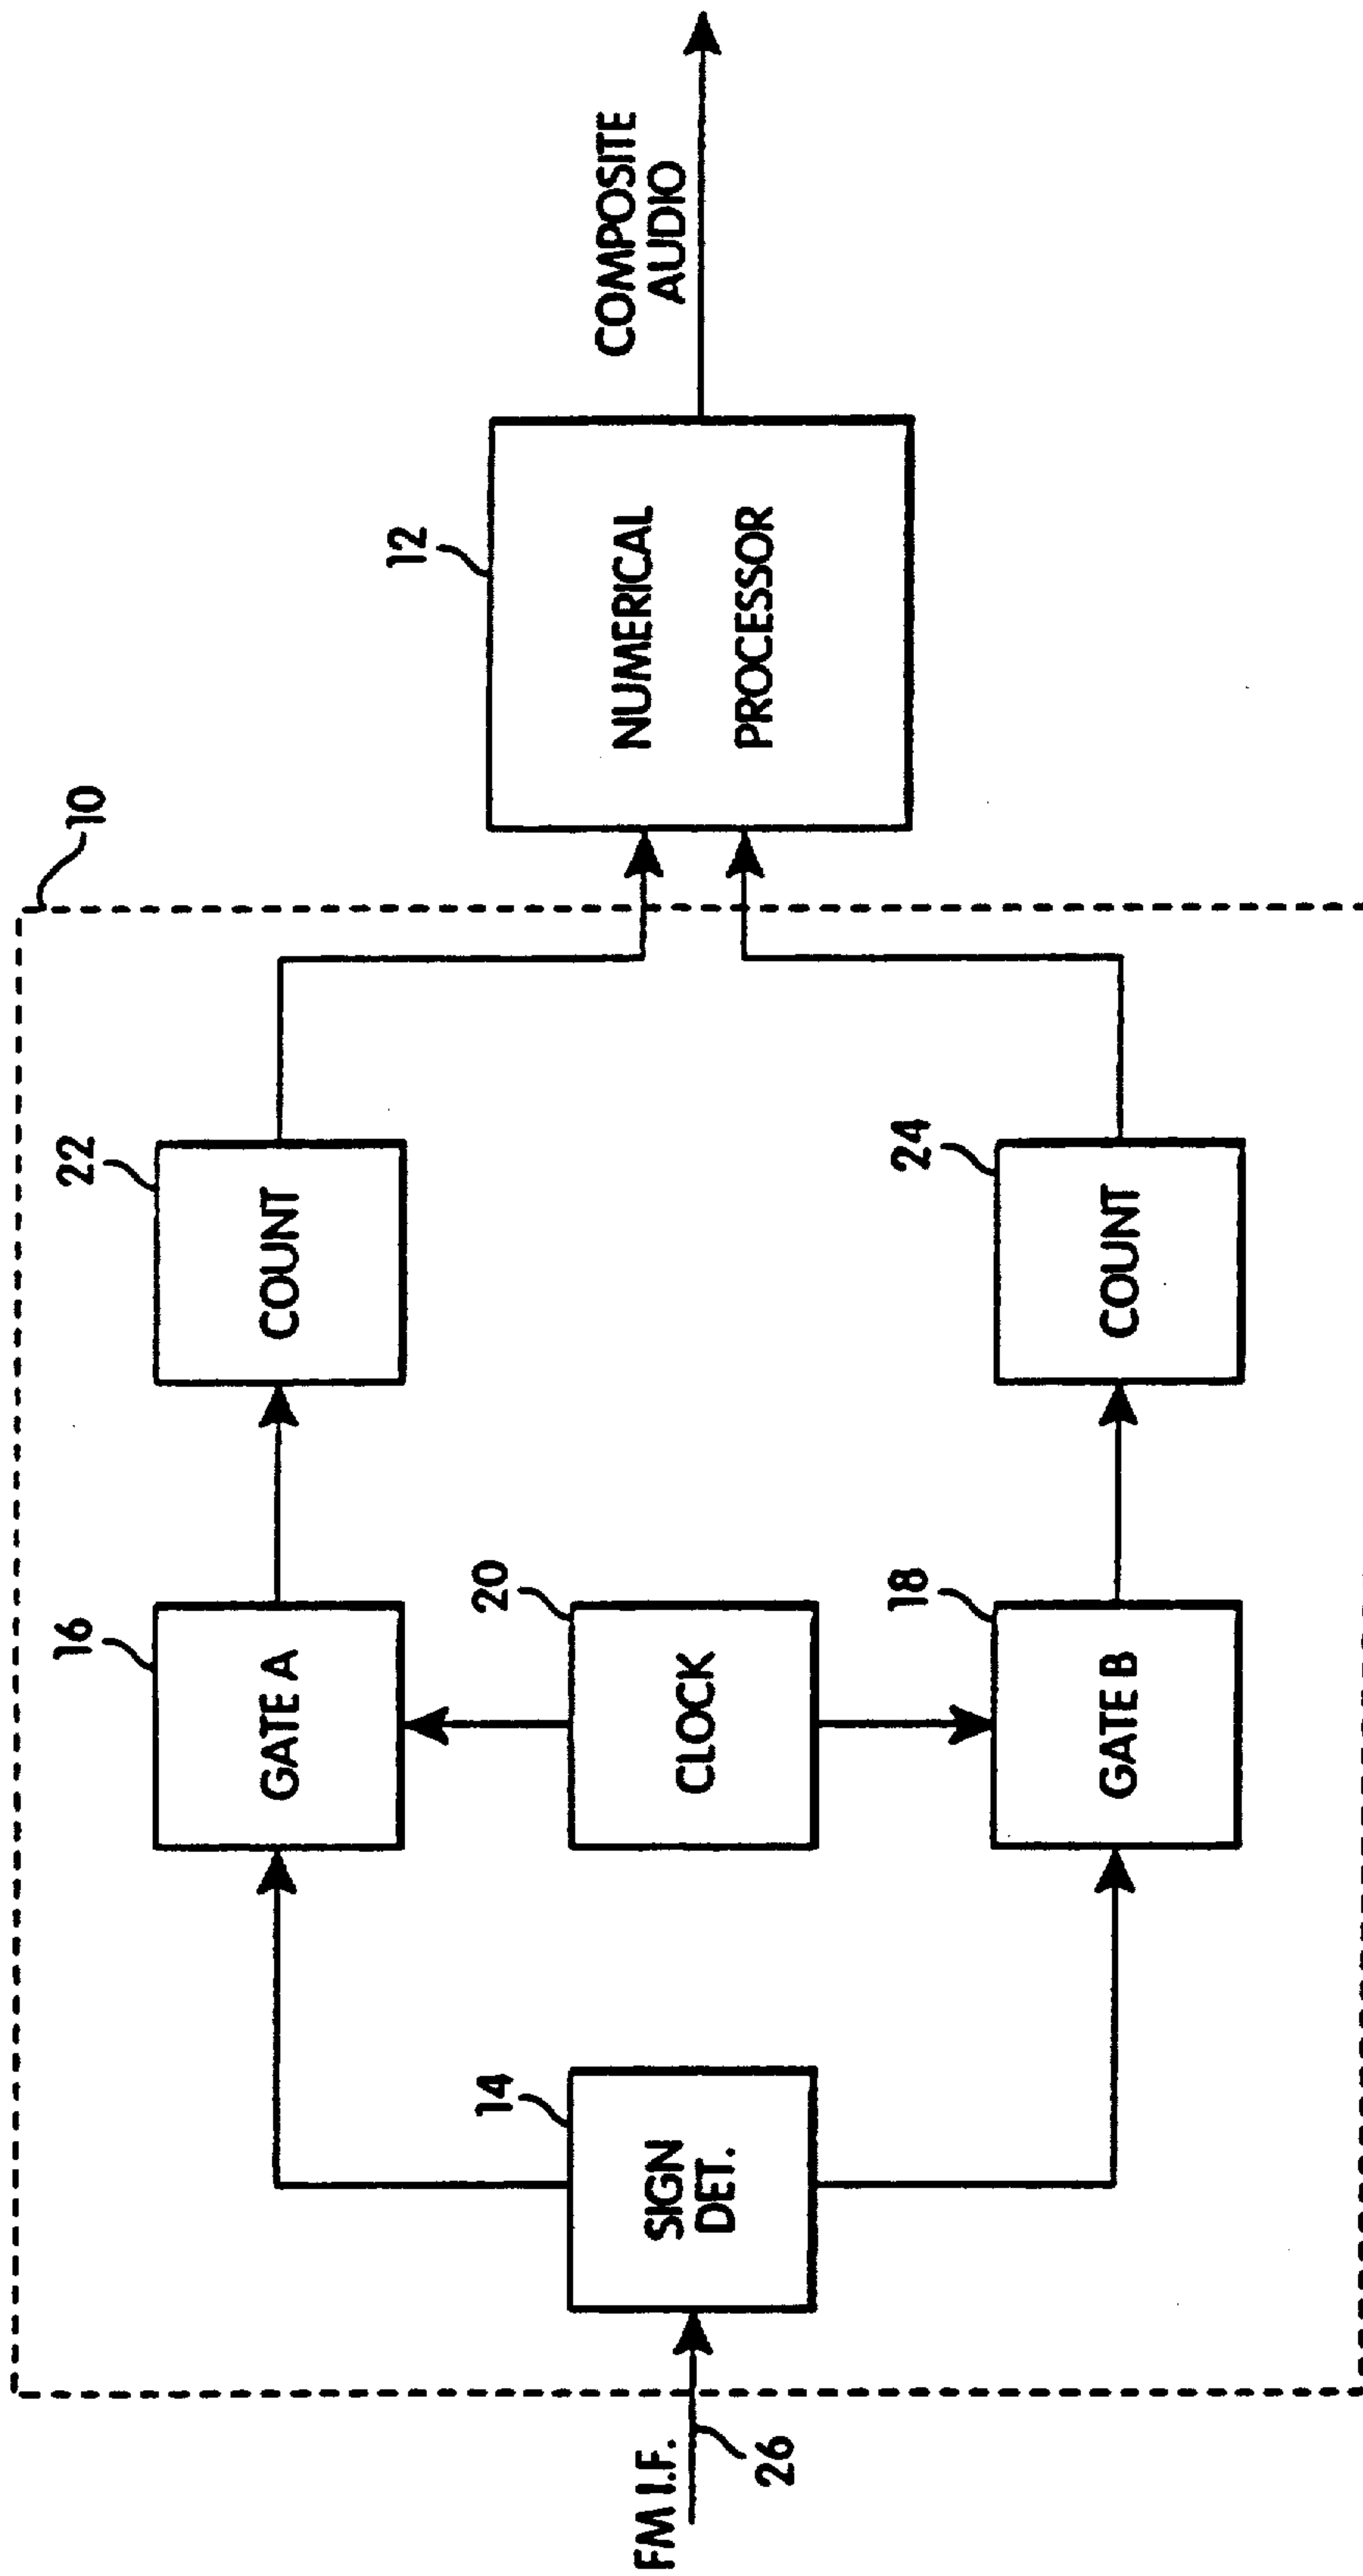 10
16
GATE A
22
COUNT
FM I.F.
26
14
SIGN
DET.
20
CLOCK
12
NUMERICAL
PROCESSOR
COMPOSITE
AUDIO
18
GATE B
24
COUNT